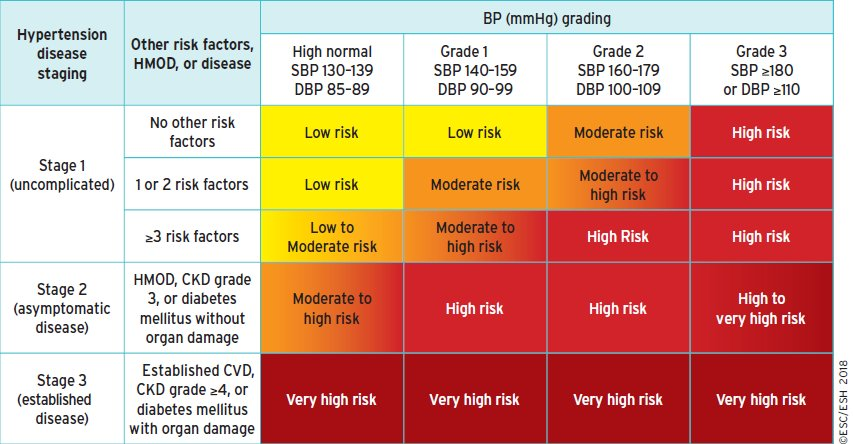 Hypertension
disease
staging
Other risk factors,
HMOD, or disease
BP (mmHg) grading
High normal
SBP 130–139
DBP 85–89
Grade 1
SBP 140–159
DBP 90–99
Grade 2
SBP 160–179
DBP 100–109
Grade 3
SBP ≥180
or DBP ≥110
Stage 1
(uncomplicated)
No other risk
factors
Low risk
Low risk
Moderate risk
High risk
1 or 2 risk factors
Low risk
Moderate risk
Moderate to
high risk
High risk
≥3 risk factors
Low to
Moderate risk
Moderate to
high risk
High Risk
High risk
Stage 2
(asymptomatic
disease)
HMOD, CKD grade
3, or diabetes
mellitus without
organ damage
Moderate to
high risk
High risk
High risk
High to
very high risk
Stage 3
(established
disease)
Established CVD,
CKD grade ≥4, or
diabetes mellitus
with organ damage
Very high risk
Very high risk
Very high risk
Very high risk
©ESC/ESH 2018